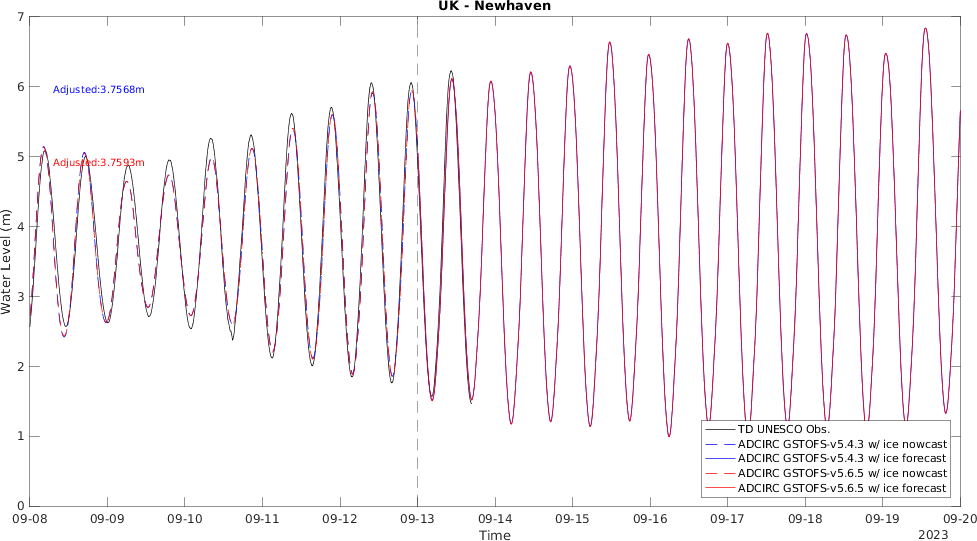 UK - Newhaven
7
6
5
4
3
2
1
0
Water Level (m)
Adjusted:3.7568m
Adjusted:3.7593m
TD UNESCO Obs.
ADCIRC GSTOFS-v5.4.3 w/ ice nowcast
ADCIRC GSTOFS-v5.4.3 w/ ice forecast
ADCIRC GSTOFS-v5.6.5 w/ ice nowcast
ADCIRC GSTOFS-v5.6.5 w/ ice forecast
09-08 09-09 09-10 09-11 09-12 09-13 09-14 09-15 09-16 09-17 09-18 09-19 09-20
Time
2023